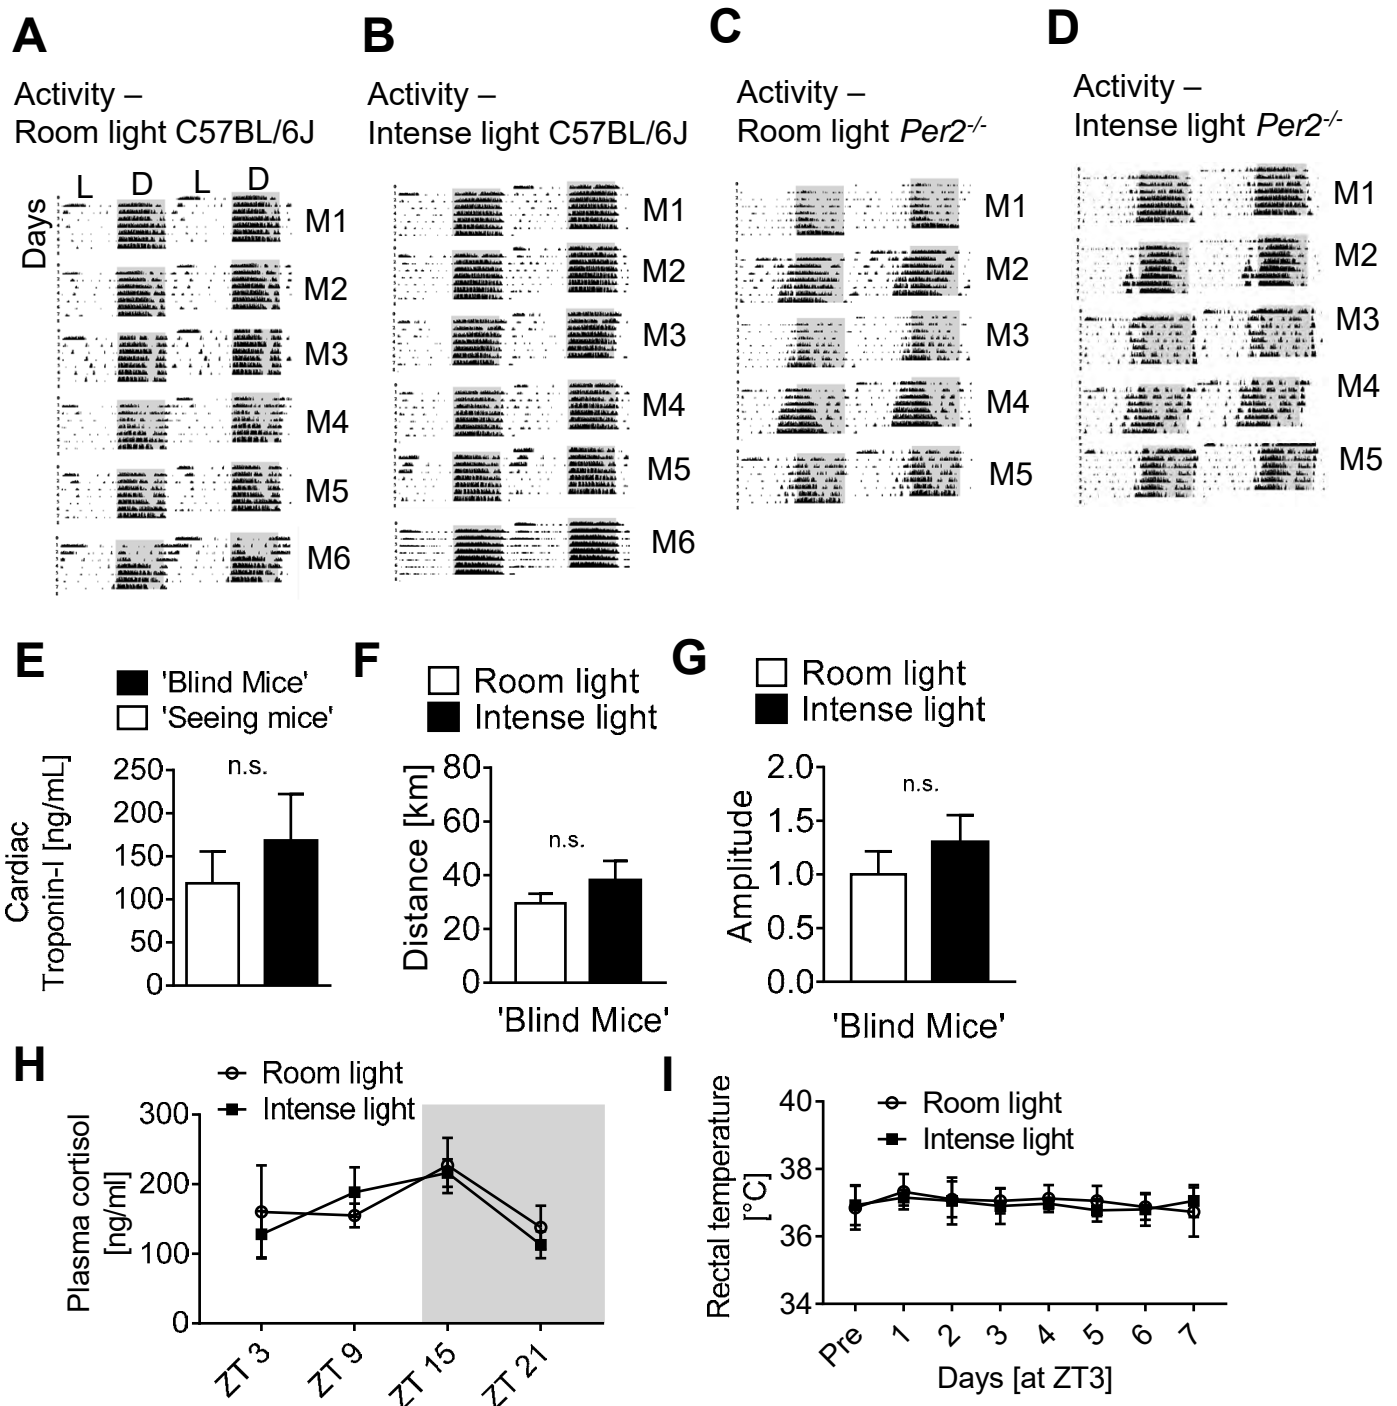 A
Activity –
Room light C57BL/6J
L D L D
Days
M1
M2
M3
M4
M5
M6
B
Activity –
Intense light C57BL/6J
M1
M2
M3
M4
M5
M6
C
Activity –
Room light Per2-/-
M1
M2
M3
M4
M5
D
Activity –
Intense light Per2-/-
M1
M2
M3
M4
M5
E
'Blind Mice'
'Seeing mice'
Cardiac
Troponin-I [ng/mL]
250
200
150
100
50
0
n.s.
F
Room light
Intense light
Distance [km]
80
60
40
20
0
n.s.
'Blind Mice'
G
Room light
Intense light
Amplitude
2.0
1.5
1.0
0.5
0.0
n.s.
'Blind Mice'
H
Room light
Intense light
Plasma cortisol
[ng/ml]
300
200
100
0
ZT 3
ZT 9
ZT 15
ZT 21
I
Room light
Intense light
Rectal temperature
[°C]
40
38
36
34
Pre
1
2
3
4
5
6
7
Days [at ZT3]